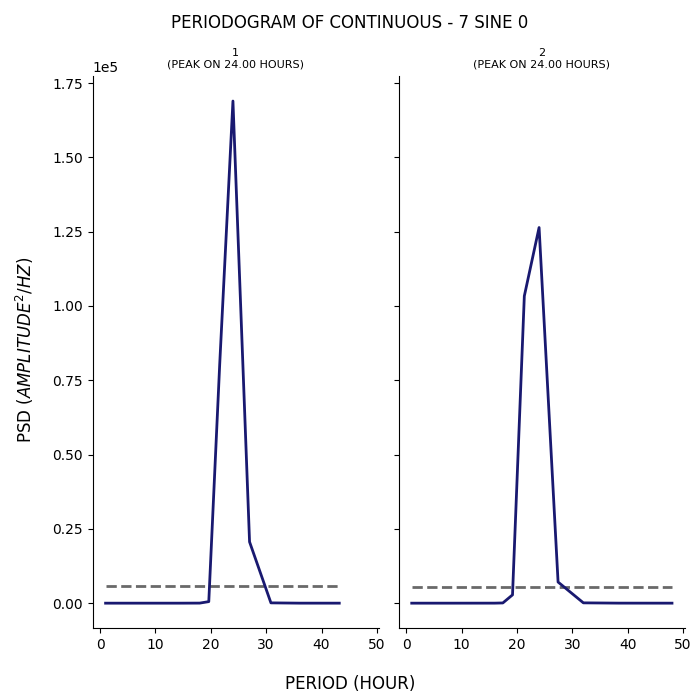 PERIODOGRAM OF CONTINUOUS - 7 SINE 0
1
(PEAK ON 24.00 HOURS)
2
(PEAK ON 24.00 HOURS)
1e5
1.75
1.50
1.25
1.00
0.75
0.50
0.25
0.00
PSD (AMPLITUDE²/HZ)
0 10 20 30 40 50
0 10 20 30 40 50
PERIOD (HOUR)